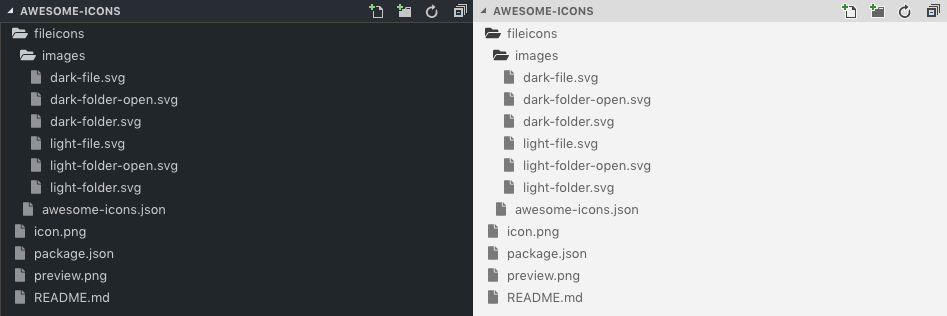 AWESOME-ICONS
fileicons
images
dark-file.svg
dark-folder-open.svg
dark-folder.svg
light-file.svg
light-folder-open.svg
light-folder.svg
awesome-icons.json
icon.png
package.json
preview.png
README.md
AWESOME-ICONS
fileicons
images
dark-file.svg
dark-folder-open.svg
dark-folder.svg
light-file.svg
light-folder-open.svg
light-folder.svg
awesome-icons.json
icon.png
package.json
preview.png
README.md